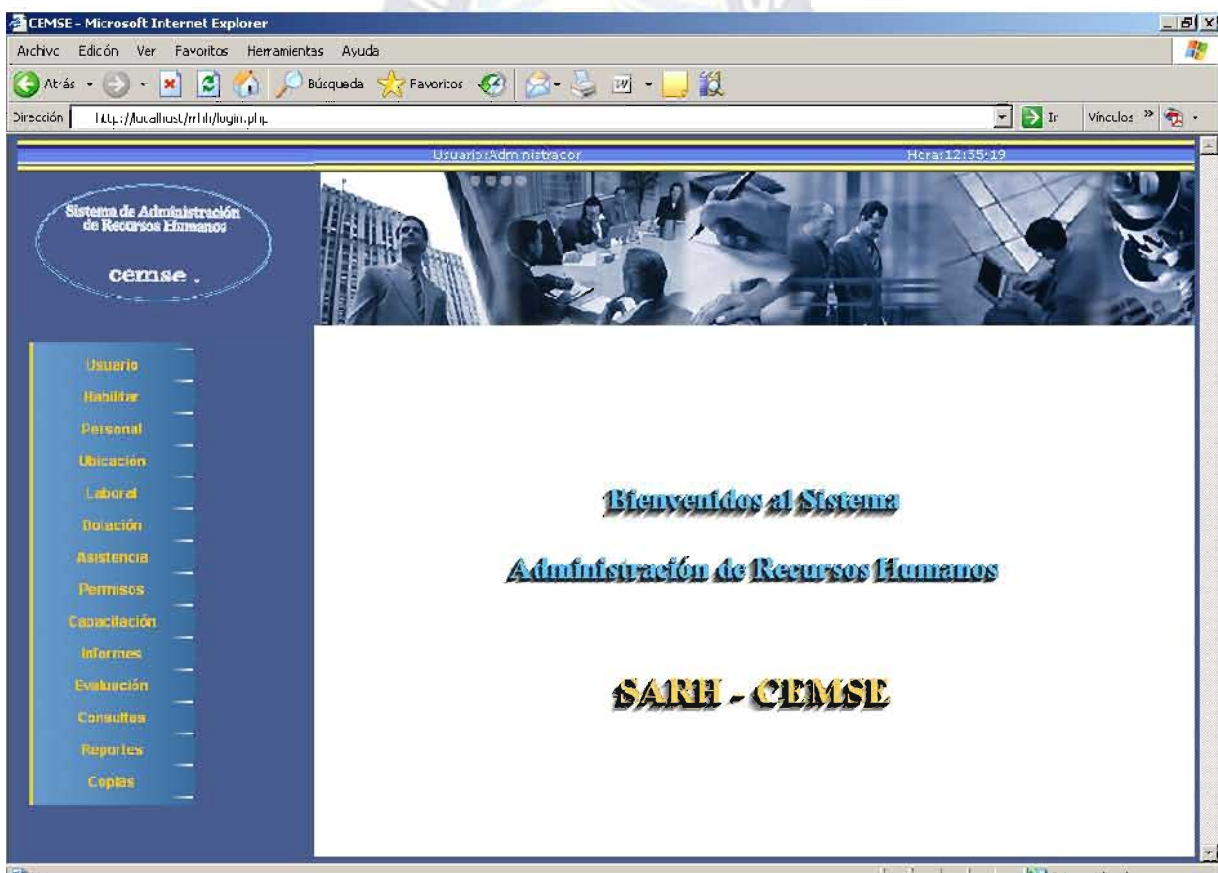 CEMSE - Microsoft Internet Explorer
Archivo Edición Ver Favoritos Herramientas Ayuda
Atrás Búsqueda Favoritos
Dirección http://localhost/rrhh/login.php Ir Vínculos »
Usuario:Administrador Hora:12:35:19
Sistema de Administración
de Recursos Humanos
cemse .
Usuario
Habilitar
Personal
Ubicación
Laboral
Dotación
Asistencia
Permisos
Capacitación
Informes
Evaluación
Consultas
Reportes
Copias
Bienvenidos al Sistema
Administración de Recursos Humanos
SARH - CEMSE